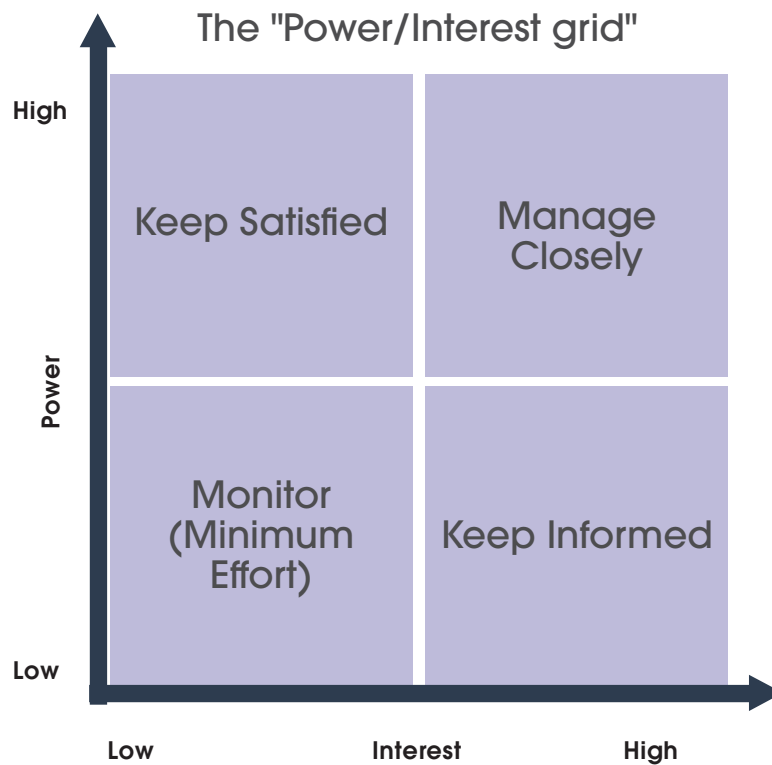 The "Power/Interest grid"
High
Keep Satisfied
Manage
Closely
Power
Monitor
(Minimum
Effort)
Keep Informed
Low
Low
Interest
High